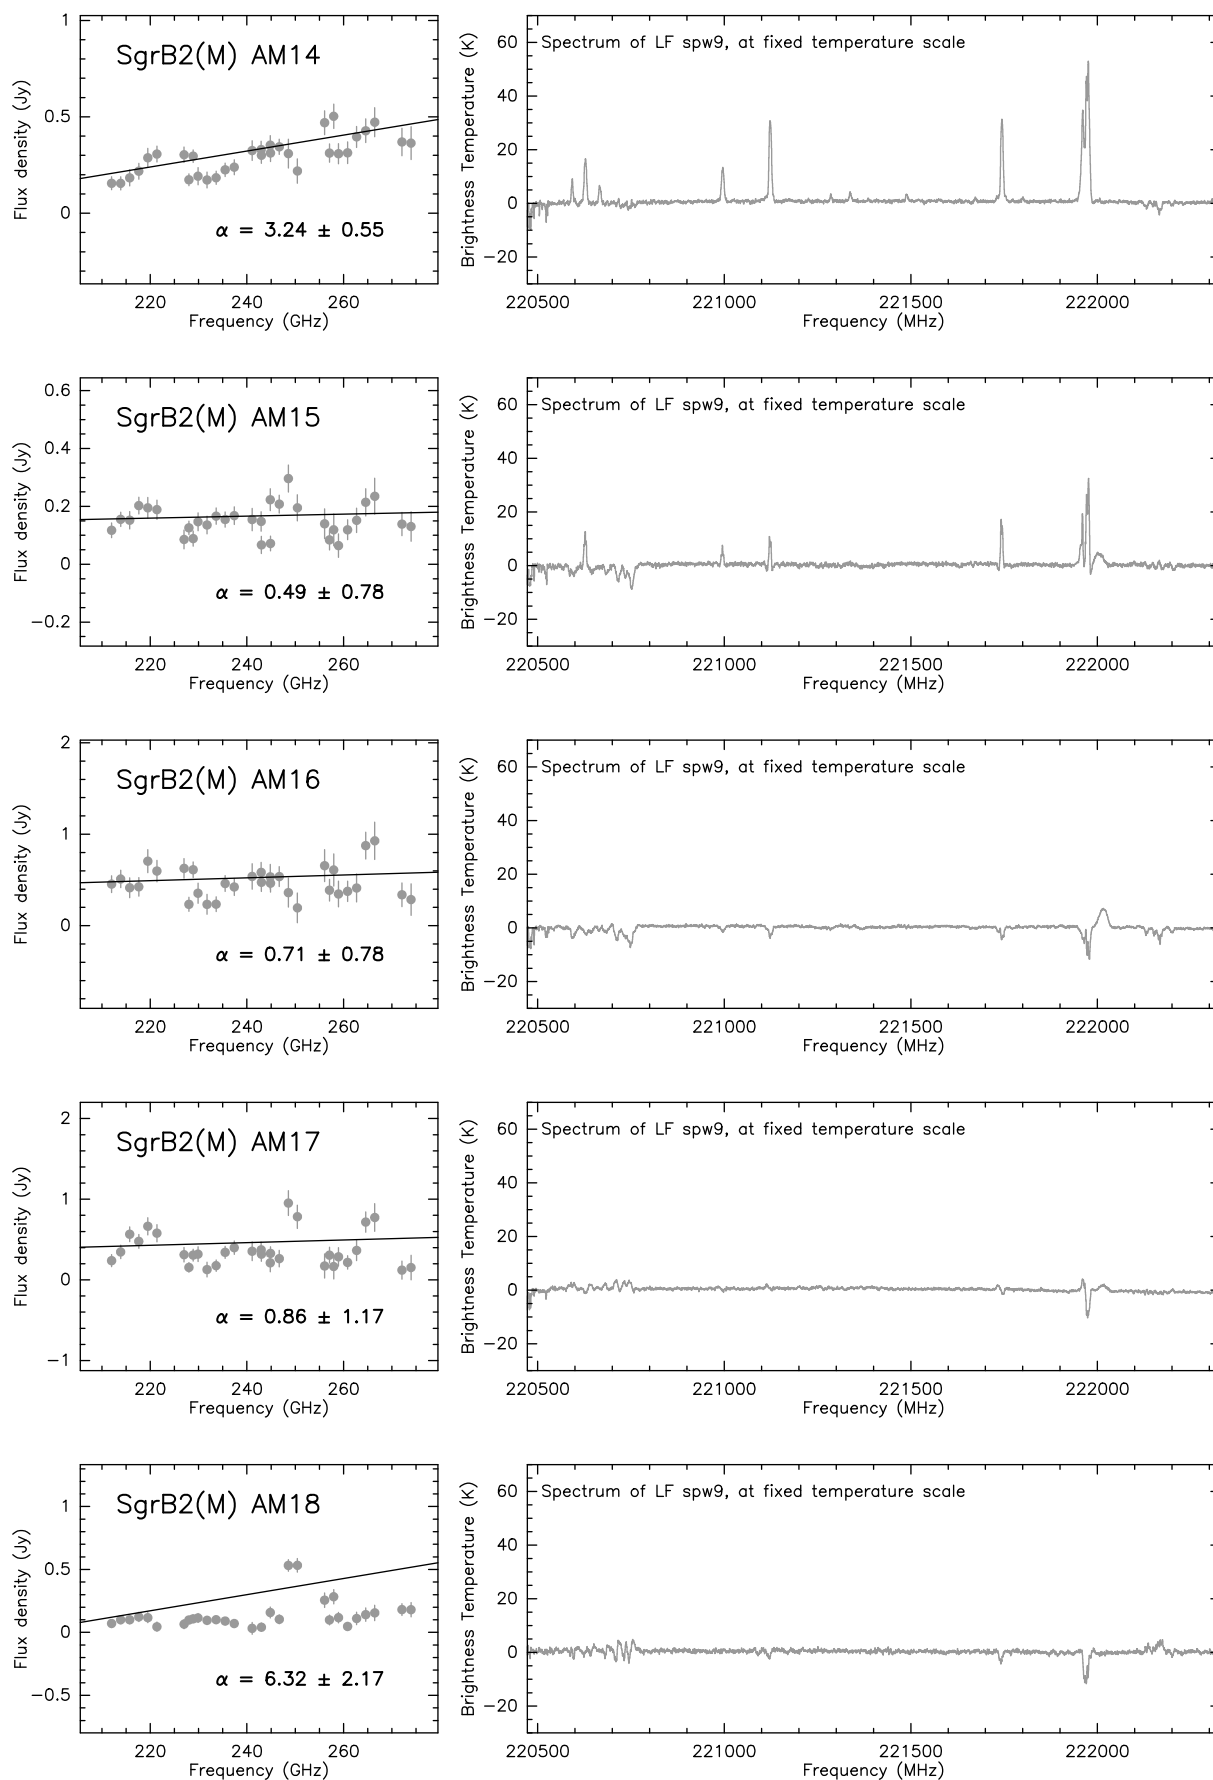 1
0.5
0
Flux density (Jy)
SgrB2(M) AM14
α = 3.24 ± 0.55
220 240 260
Frequency (GHz)
60
40
20
0
−20
Brightness Temperature (K)
Spectrum of LF spw9, at fixed temperature scale
220500 221000 221500 222000
Frequency (MHz)
0.6
0.4
0.2
0
−0.2
Flux density (Jy)
SgrB2(M) AM15
α = 0.49 ± 0.78
220 240 260
Frequency (GHz)
60
40
20
0
−20
Brightness Temperature (K)
Spectrum of LF spw9, at fixed temperature scale
220500 221000 221500 222000
Frequency (MHz)
2
1
0
Flux density (Jy)
SgrB2(M) AM16
α = 0.71 ± 0.78
220 240 260
Frequency (GHz)
60
40
20
0
−20
Brightness Temperature (K)
Spectrum of LF spw9, at fixed temperature scale
220500 221000 221500 222000
Frequency (MHz)
2
1
0
−1
Flux density (Jy)
SgrB2(M) AM17
α = 0.86 ± 1.17
220 240 260
Frequency (GHz)
60
40
20
0
−20
Brightness Temperature (K)
Spectrum of LF spw9, at fixed temperature scale
220500 221000 221500 222000
Frequency (MHz)
1
0.5
0
−0.5
Flux density (Jy)
SgrB2(M) AM18
α = 6.32 ± 2.17
220 240 260
Frequency (GHz)
60
40
20
0
−20
Brightness Temperature (K)
Spectrum of LF spw9, at fixed temperature scale
220500 221000 221500 222000
Frequency (MHz)